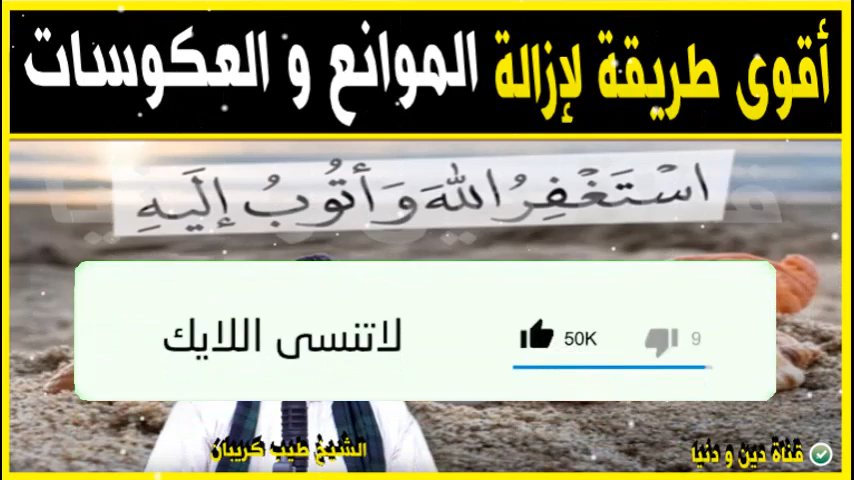 أقوى طريقة لإزالة الموانع و العكوسات
اسْتَغْفِرُ اللهَ وَأَتُوبُ إِلَيهِ
لاتنسى اللايك
50K
9
الشيخ طيب كريبان
قناة دين و دنيا